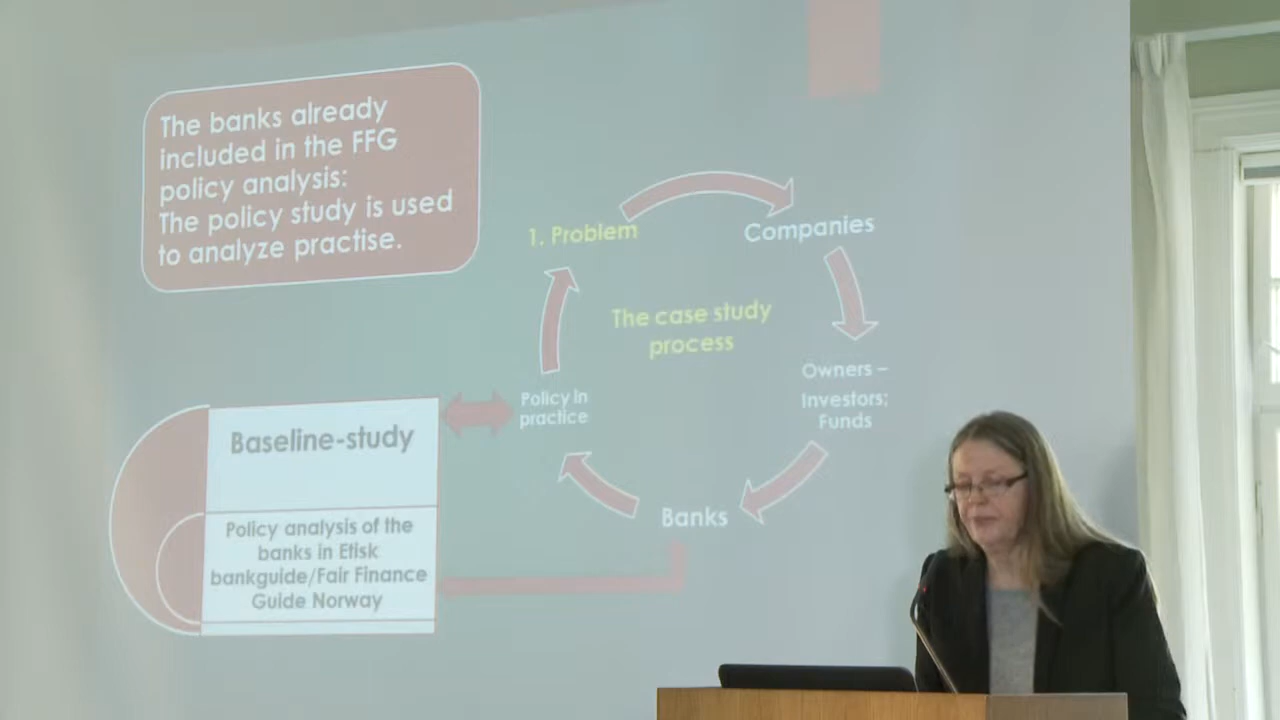 The banks already
included in the FFG
policy analysis:
The policy study is used
to analyze practise.
1. Problem
Companies
The case study
process
Owners –
Investors;
Funds
Policy in
practice
Banks
Baseline-study
Policy analysis of the
banks in Etisk
bankguide/Fair Finance
Guide Norway